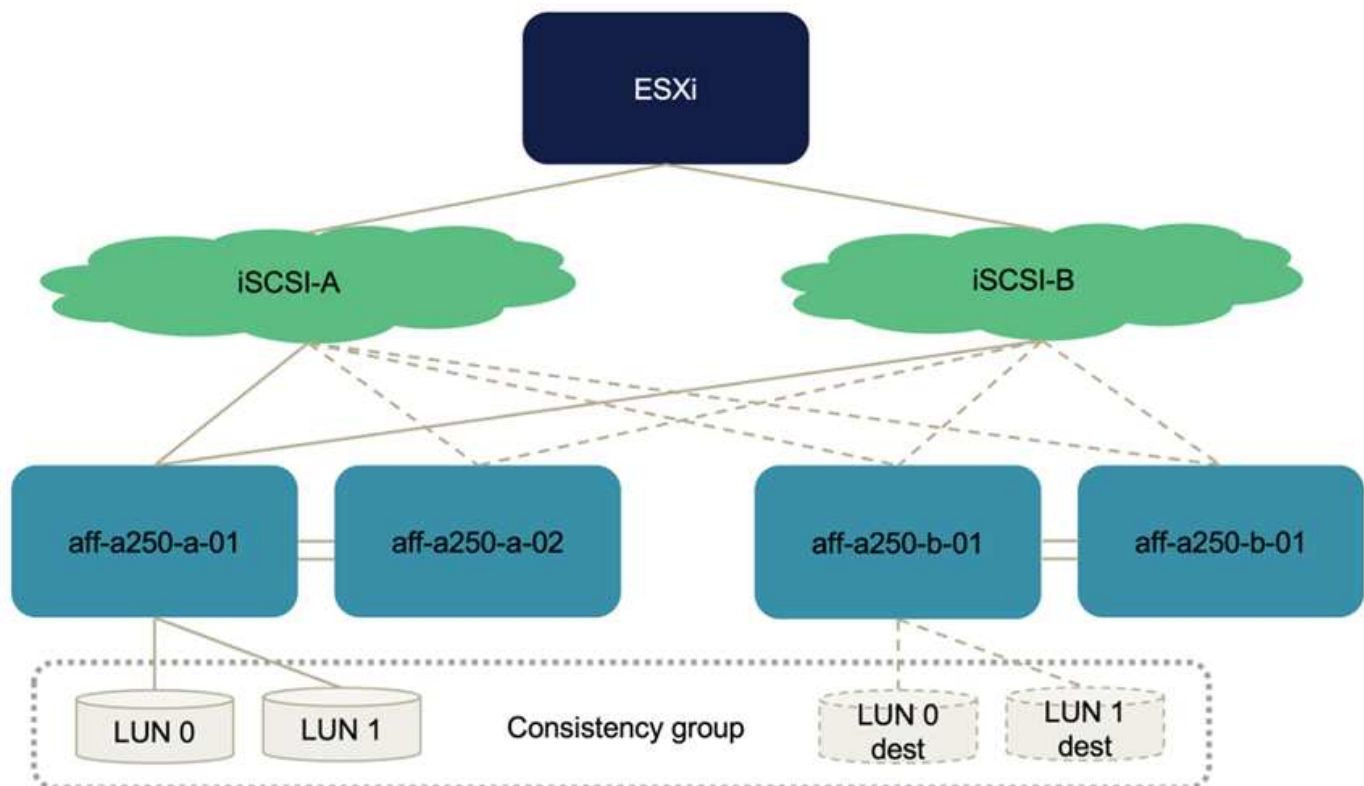 ESXi
iSCSI-A
iSCSI-B
aff-a250-a-01
aff-a250-a-02
aff-a250-b-01
aff-a250-b-01
LUN 0
LUN 1
Consistency group
LUN 0
dest
LUN 1
dest